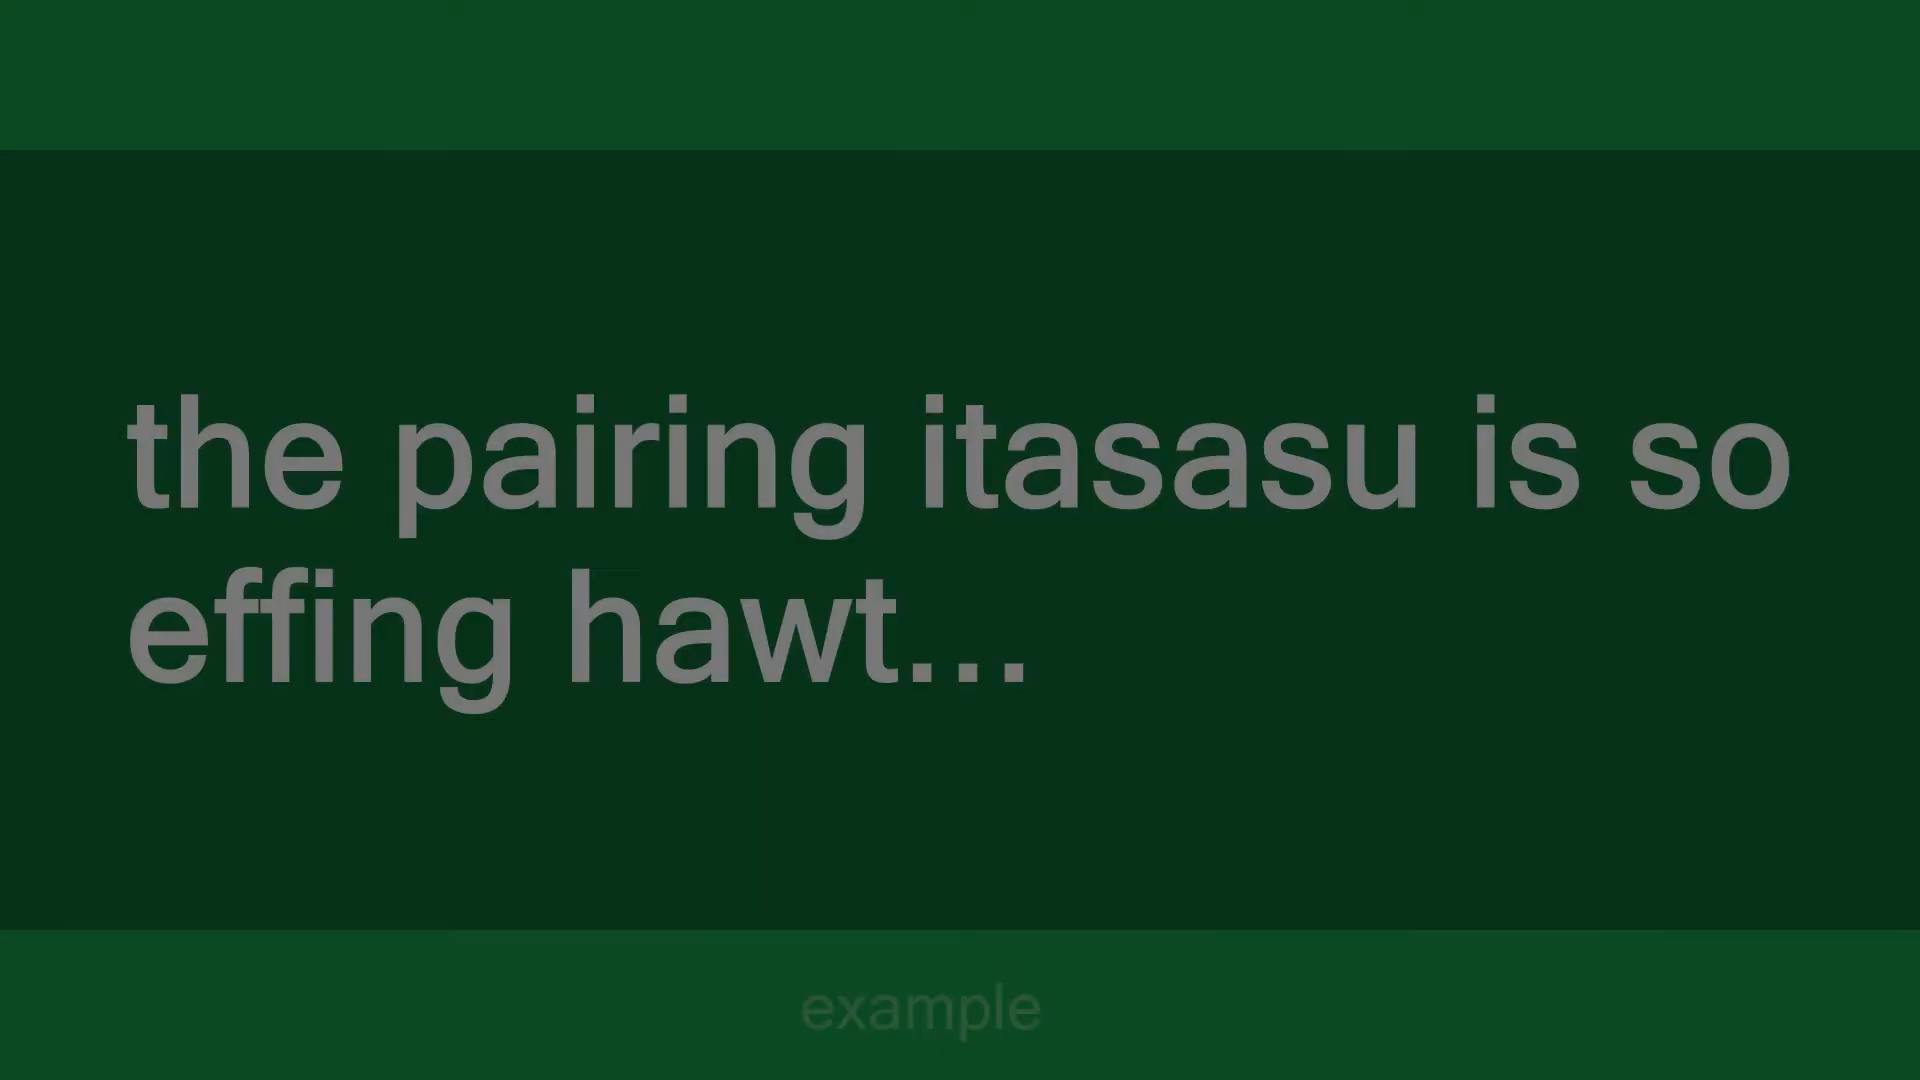 the pairing itasasu is so
effing hawt...
example